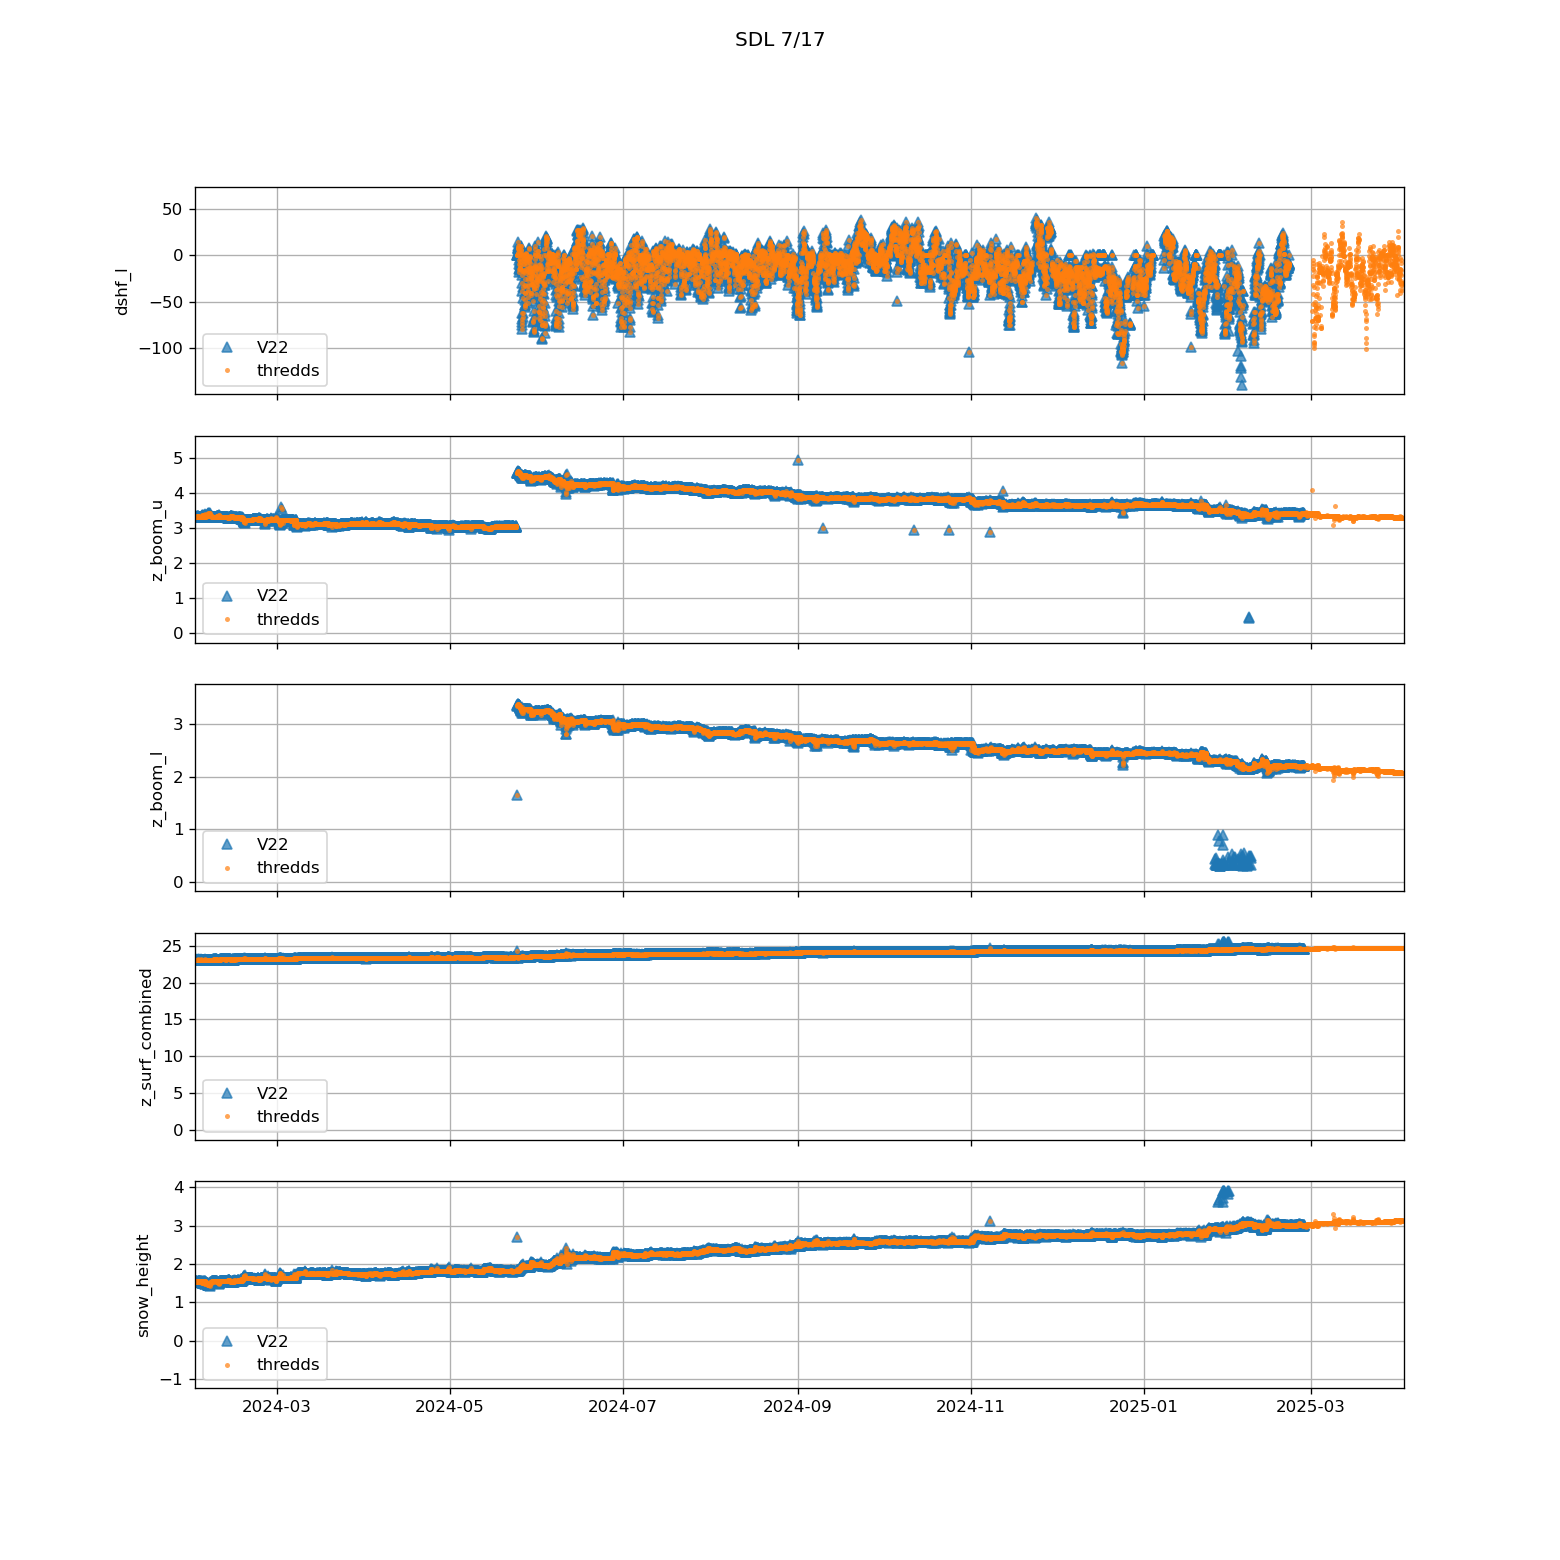 SDL 7/17
50
0
−50
−100
dshf_l
V22
thredds
5
4
3
2
1
0
z_boom_u
V22
thredds
3
2
1
0
z_boom_l
V22
thredds
25
20
15
10
5
0
z_surf_combined
V22
thredds
4
3
2
1
0
−1
snow_height
V22
thredds
2024-03
2024-05
2024-07
2024-09
2024-11
2025-01
2025-03